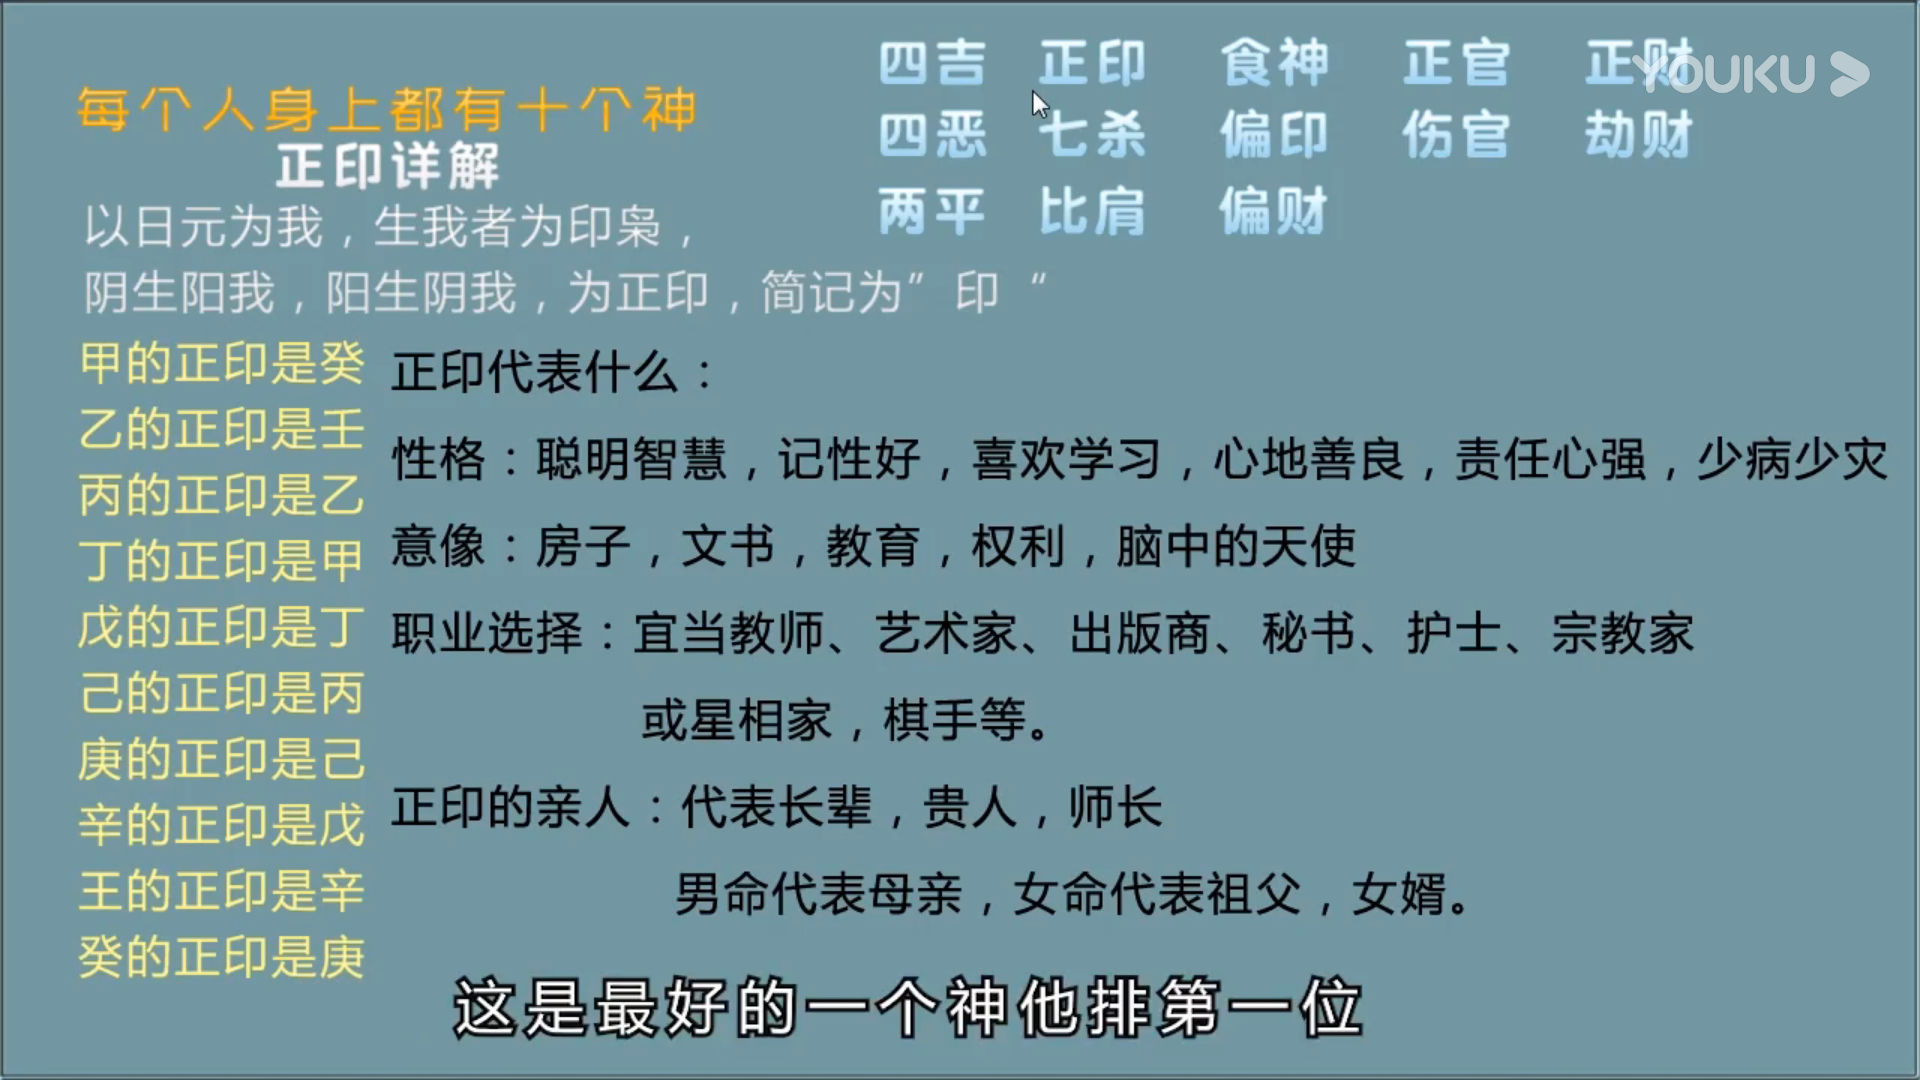 每个人身上都有十个神
正印详解
四吉 正印 食神 正官 正财
四恶 七杀 偏印 伤官 劫财
两平 比肩 偏财
YOUKU
以日元为我，生我者为印枭，
阴生阳我，阳生阴我，为正印，简记为”印“
甲的正印是癸
乙的正印是壬
丙的正印是乙
丁的正印是甲
戊的正印是丁
己的正印是丙
庚的正印是己
辛的正印是戊
王的正印是辛
癸的正印是庚
正印代表什么：
性格：聪明智慧，记性好，喜欢学习，心地善良，责任心强，少病少灾
意像：房子，文书，教育，权利，脑中的天使
职业选择：宜当教师、艺术家、出版商、秘书、护士、宗教家
或星相家，棋手等。
正印的亲人：代表长辈，贵人，师长
男命代表母亲，女命代表祖父，女婿。
这是最好的一个神他排第一位